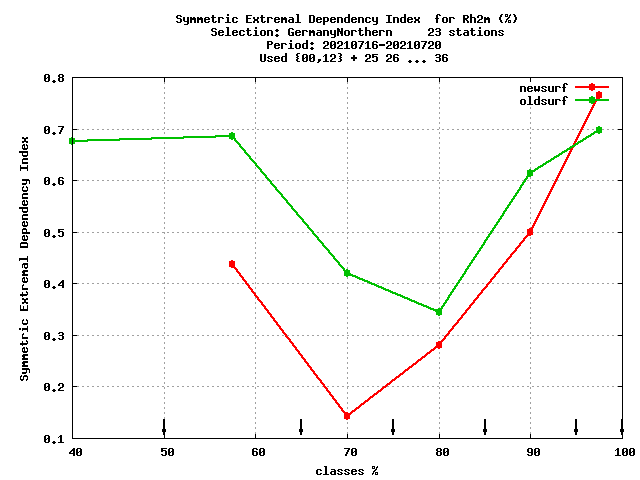 Symmetric Extremal Dependency Index  for Rh2m (%)
Selection: GermanyNorthern     23 stations
Period: 20210716-20210720
Used {00,12} + 25 26 ... 36
newsurf
oldsurf
Symmetric Extremal Dependency Index
0.8
0.7
0.6
0.5
0.4
0.3
0.2
0.1
40 50 60 70 80 90 100
classes %